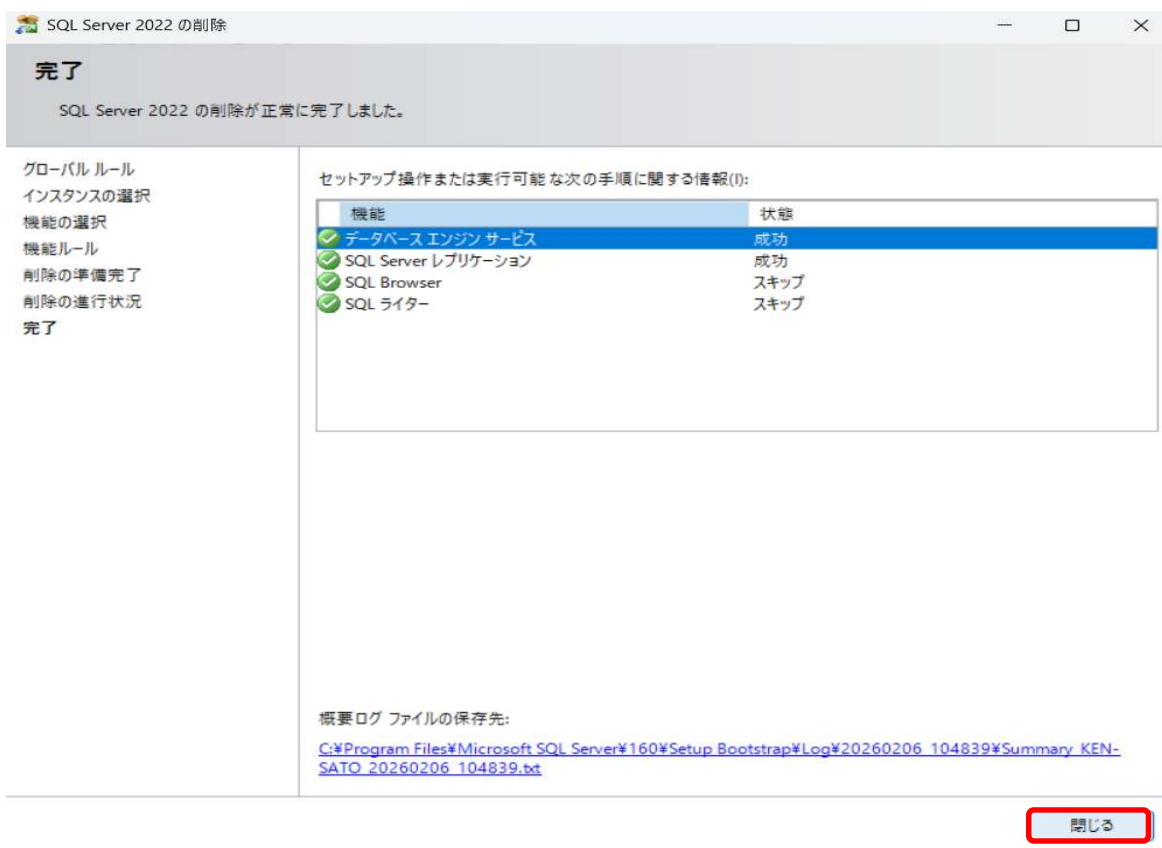 SQL Server 2022 の削除
完了
SQL Server 2022 の削除が正常に完了しました。
グローバル ルール
インスタンスの選択
機能の選択
機能ルール
削除の準備完了
削除の進行状況
完了
セットアップ操作または実行可能な次の手順に関する情報(I):
機能 状態
データベース エンジン サービス 成功
SQL Server レプリケーション 成功
SQL Browser スキップ
SQL ライター スキップ
概要ログ ファイルの保存先:
C:¥Program Files¥Microsoft SQL Server¥160¥Setup Bootstrap¥Log¥20260206_104839¥Summary_KEN-
SATO_20260206_104839.txt
閉じる